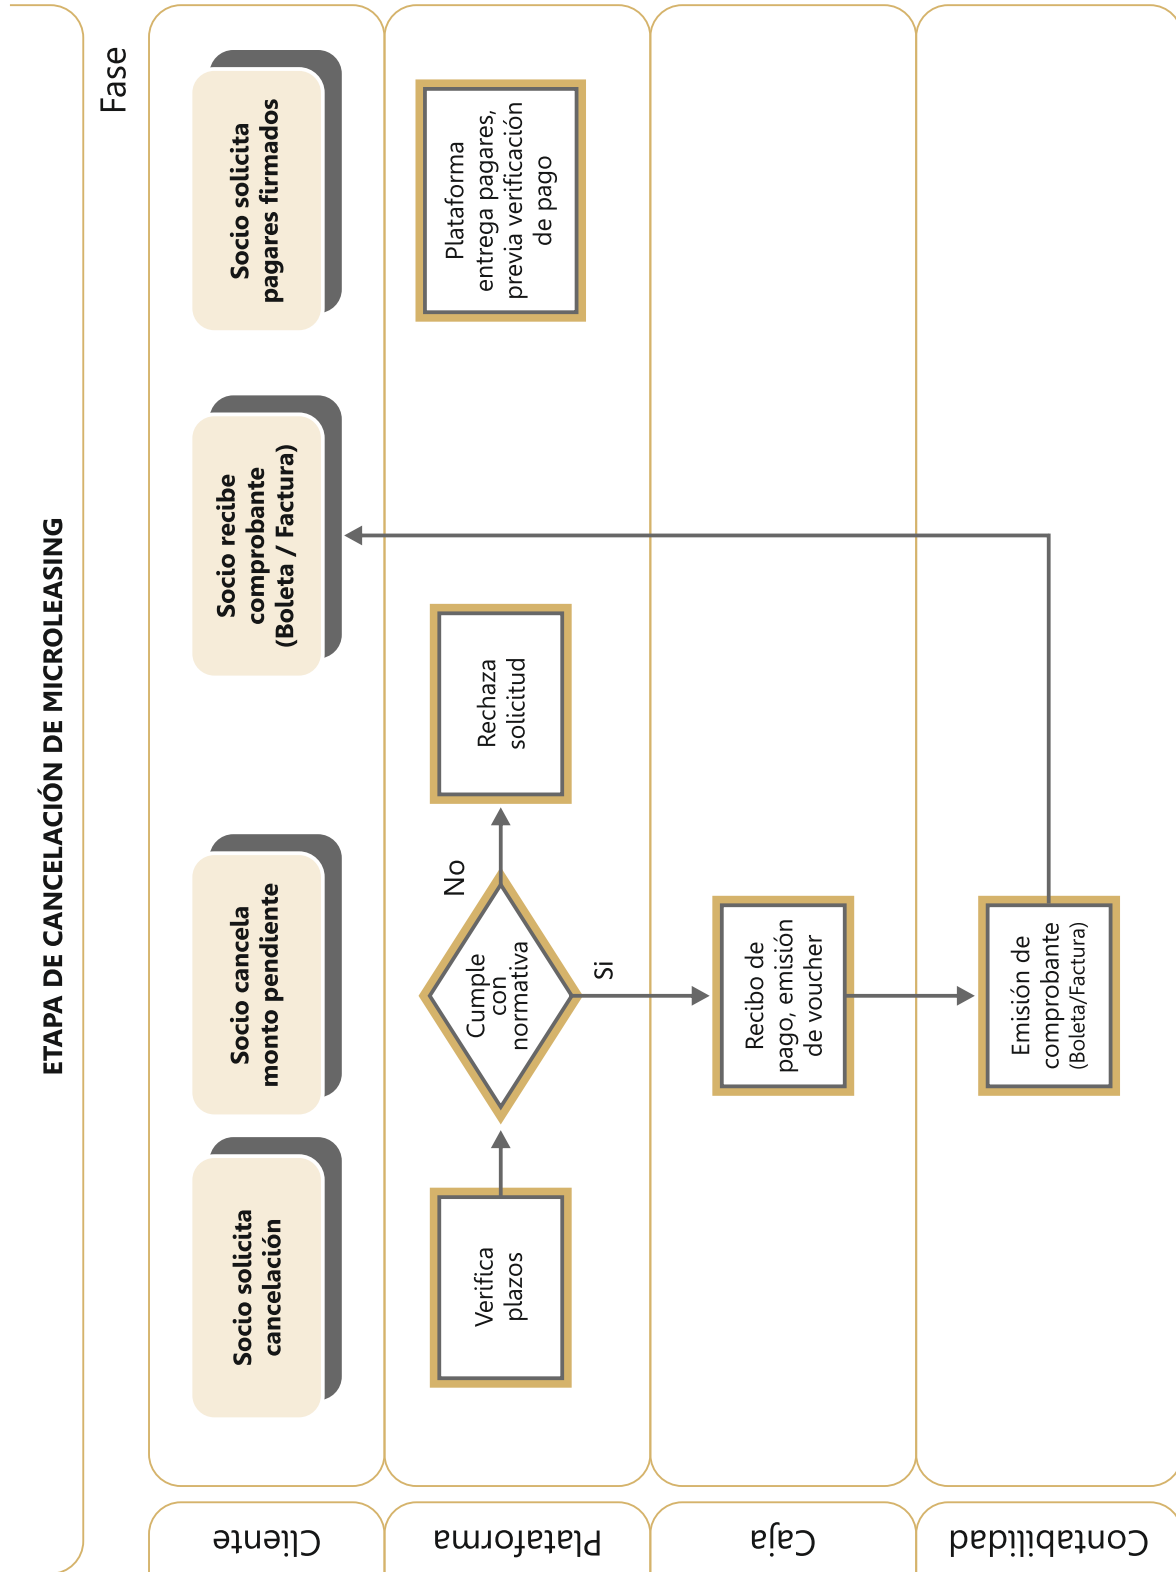 ETAPA DE CANCELACIÓN DE MICROLEASING
Fase
Cliente
Socio solicita
cancelación
Socio cancela
monto pendiente
Socio recibe
comprobante
(Boleta / Factura)
Socio solicita
pagares firmados
Plataforma
Verifica
plazos
Cumple
con
normativa
No
Si
Rechaza
solicitud
Plataforma
entrega pagares,
previa verificación
de pago
Caja
Recibo de
pago, emisión
de voucher
Contabilidad
Emisión de
comprobante
(Boleta/Factura)